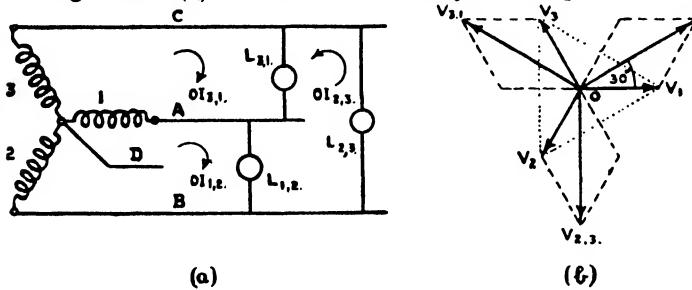 C
3
1
2
A
D
B
L3,1.
OI3,1.
OI2,3.
L2,3.
OI1,2.
L1,2.
(a)
V3,1.
V3
30°
O
V1
V2
V2,3.
(b)